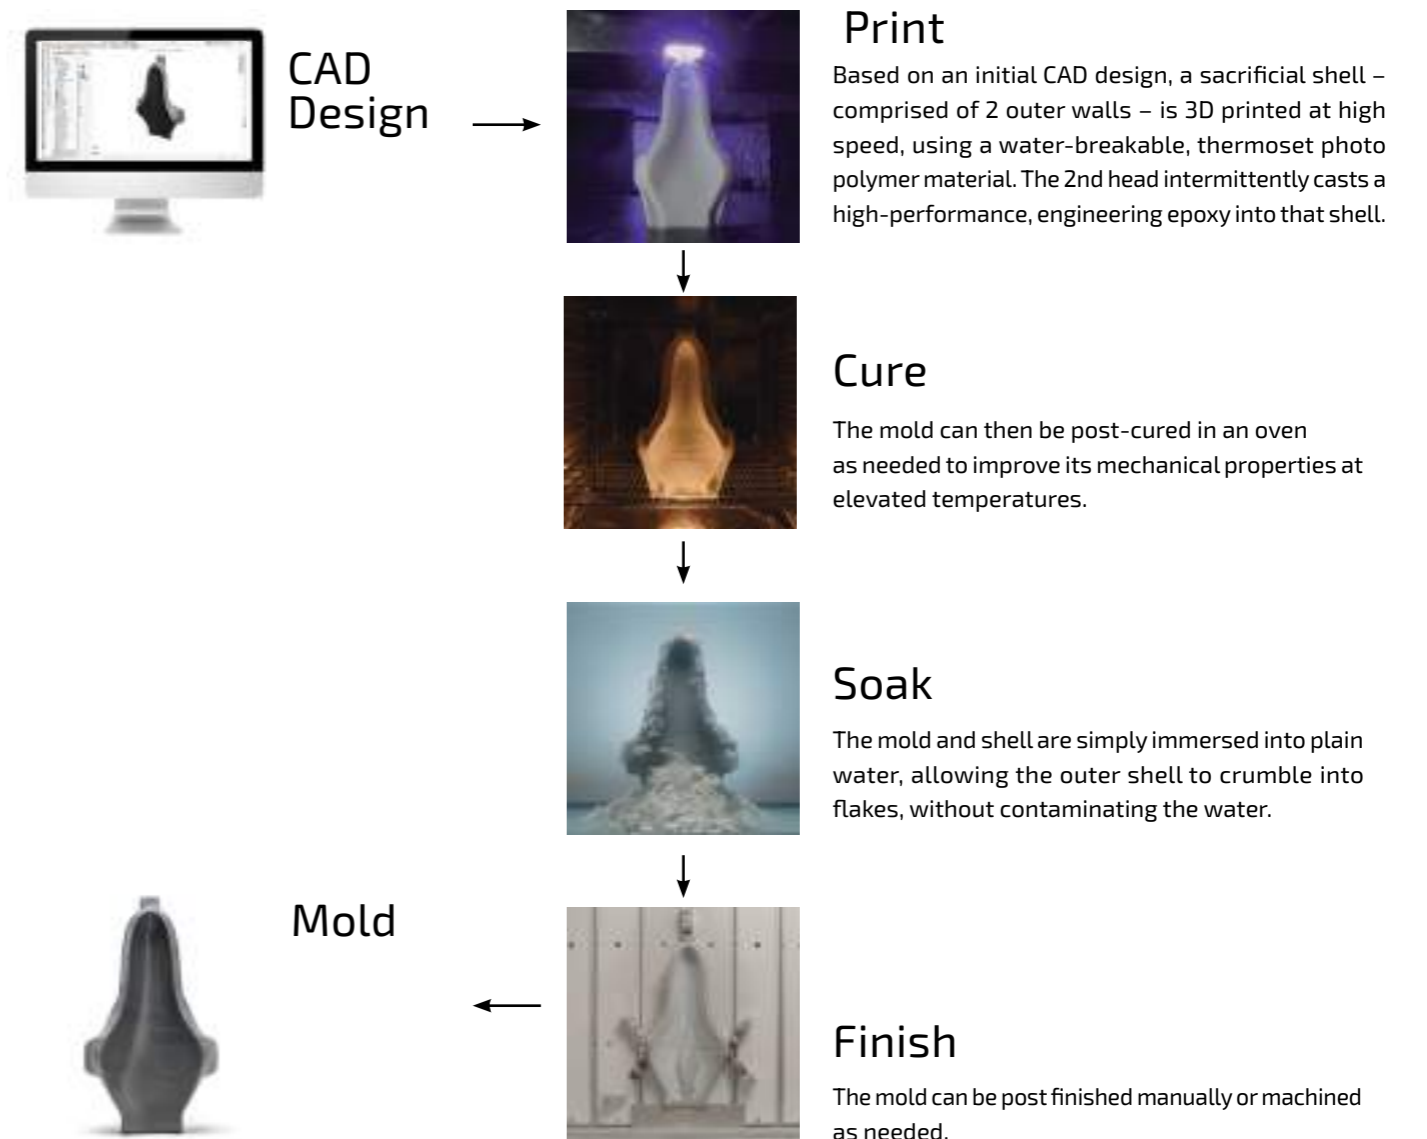 CAD
Design
Print
Based on an initial CAD design, a sacrificial shell –
comprised of 2 outer walls – is 3D printed at high
speed, using a water-breakable, thermoset photo
polymer material. The 2nd head intermittently casts a
high-performance, engineering epoxy into that shell.
Cure
The mold can then be post-cured in an oven
as needed to improve its mechanical properties at
elevated temperatures.
Soak
The mold and shell are simply immersed into plain
water, allowing the outer shell to crumble into
flakes, without contaminating the water.
Mold
Finish
The mold can be post finished manually or machined
as needed.